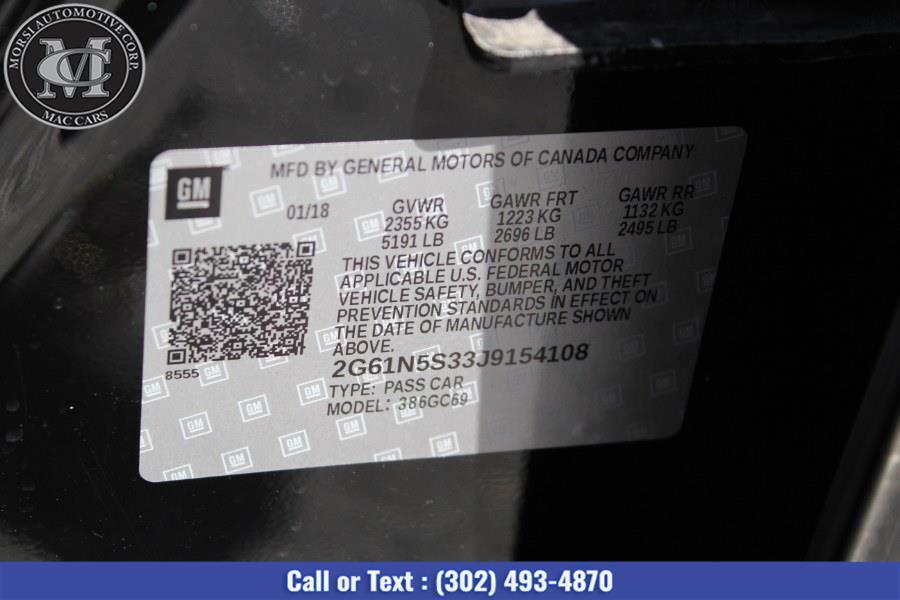 MORSI AUTOMOTIVE CORP.
MC
MAC CARS
GM
MFD BY GENERAL MOTORS OF CANADA COMPANY
01/18
GVWR
2355 KG
5191 LB
GAWR FRT
1223 KG
2696 LB
GAWR RR
1132 KG
2495 LB
THIS VEHICLE CONFORMS TO ALL
APPLICABLE U.S. FEDERAL MOTOR
VEHICLE SAFETY, BUMPER, AND THEFT
PREVENTION STANDARDS IN EFFECT ON
THE DATE OF MANUFACTURE SHOWN
ABOVE.
8555
2G61N5S33J9154108
TYPE: PASS CAR
MODEL: 386GC69
Call or Text : (302) 493-4870